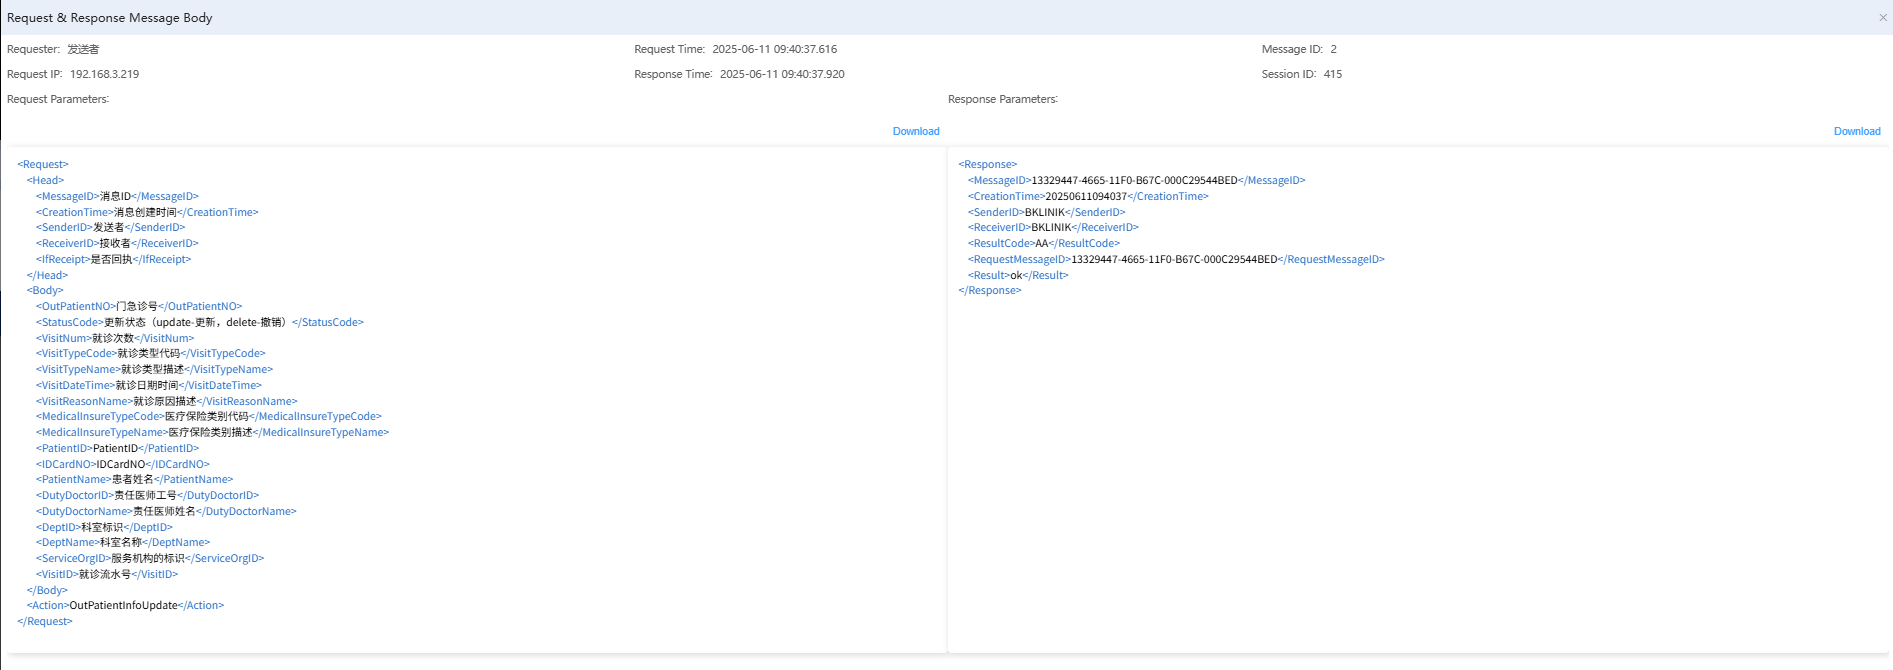 Request & Response Message Body
Requester: 发送者
Request Time: 2025-06-11 09:40:37.616
Message ID: 2
Request IP: 192.168.3.219
Response Time: 2025-06-11 09:40:37.920
Session ID: 415
Request Parameters:
Response Parameters:
Download
Download
<Request>
<Head>
<MessageID>消息ID</MessageID>
<CreationTime>消息创建时间</CreationTime>
<SenderID>发送者</SenderID>
<ReceiverID>接收者</ReceiverID>
<IfReceipt>是否回执</IfReceipt>
</Head>
<Body>
<OutPatientNO>门急诊号</OutPatientNO>
<StatusCode>更新状态（update-更新，delete-撤销）</StatusCode>
<VisitNum>就诊次数</VisitNum>
<VisitTypeCode>就诊类型代码</VisitTypeCode>
<VisitTypeName>就诊类型描述</VisitTypeName>
<VisitDateTime>就诊日期时间</VisitDateTime>
<VisitReasonName>就诊原因描述</VisitReasonName>
<MedicalInsureTypeCode>医疗保险类别代码</MedicalInsureTypeCode>
<MedicalInsureTypeName>医疗保险类别描述</MedicalInsureTypeName>
<PatientID>PatientID</PatientID>
<IDCardNO>IDCardNO</IDCardNO>
<PatientName>患者姓名</PatientName>
<DutyDoctorID>责任医师工号</DutyDoctorID>
<DutyDoctorName>责任医师姓名</DutyDoctorName>
<DeptID>科室标识</DeptID>
<DeptName>科室名称</DeptName>
<ServiceOrgID>服务机构的标识</ServiceOrgID>
<VisitID>就诊流水号</VisitID>
</Body>
<Action>OutPatientInfoUpdate</Action>
</Request>
<Response>
<MessageID>13329447-4665-11F0-B67C-000C29544BED</MessageID>
<CreationTime>20250611094037</CreationTime>
<SenderID>BKLINIK</SenderID>
<ReceiverID>BKLINIK</ReceiverID>
<ResultCode>AA</ResultCode>
<RequestMessageID>13329447-4665-11F0-B67C-000C29544BED</RequestMessageID>
<Result>ok</Result>
</Response>